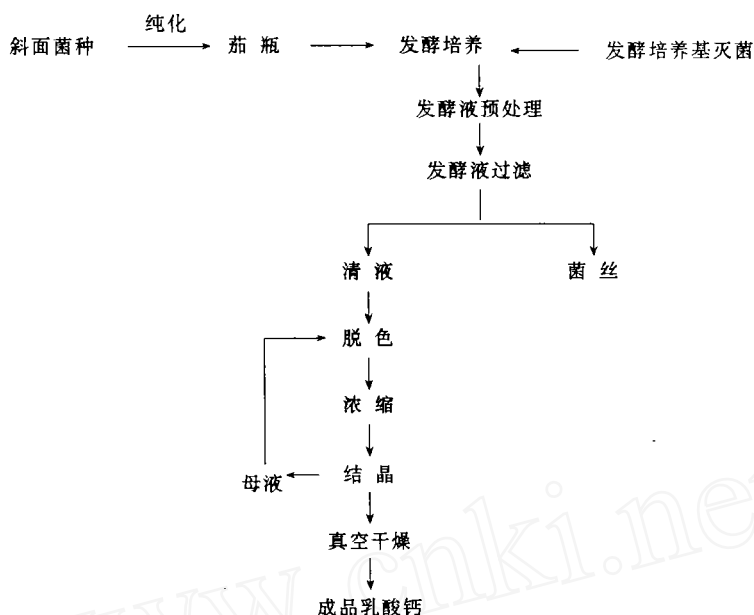 纯化
斜面菌种 茄瓶 发酵培养 发酵培养基灭菌
发酵液预处理
发酵液过滤
清液 菌丝
脱色
浓缩
母液 结晶
真空干燥
成品乳酸钙
www.cnki.net